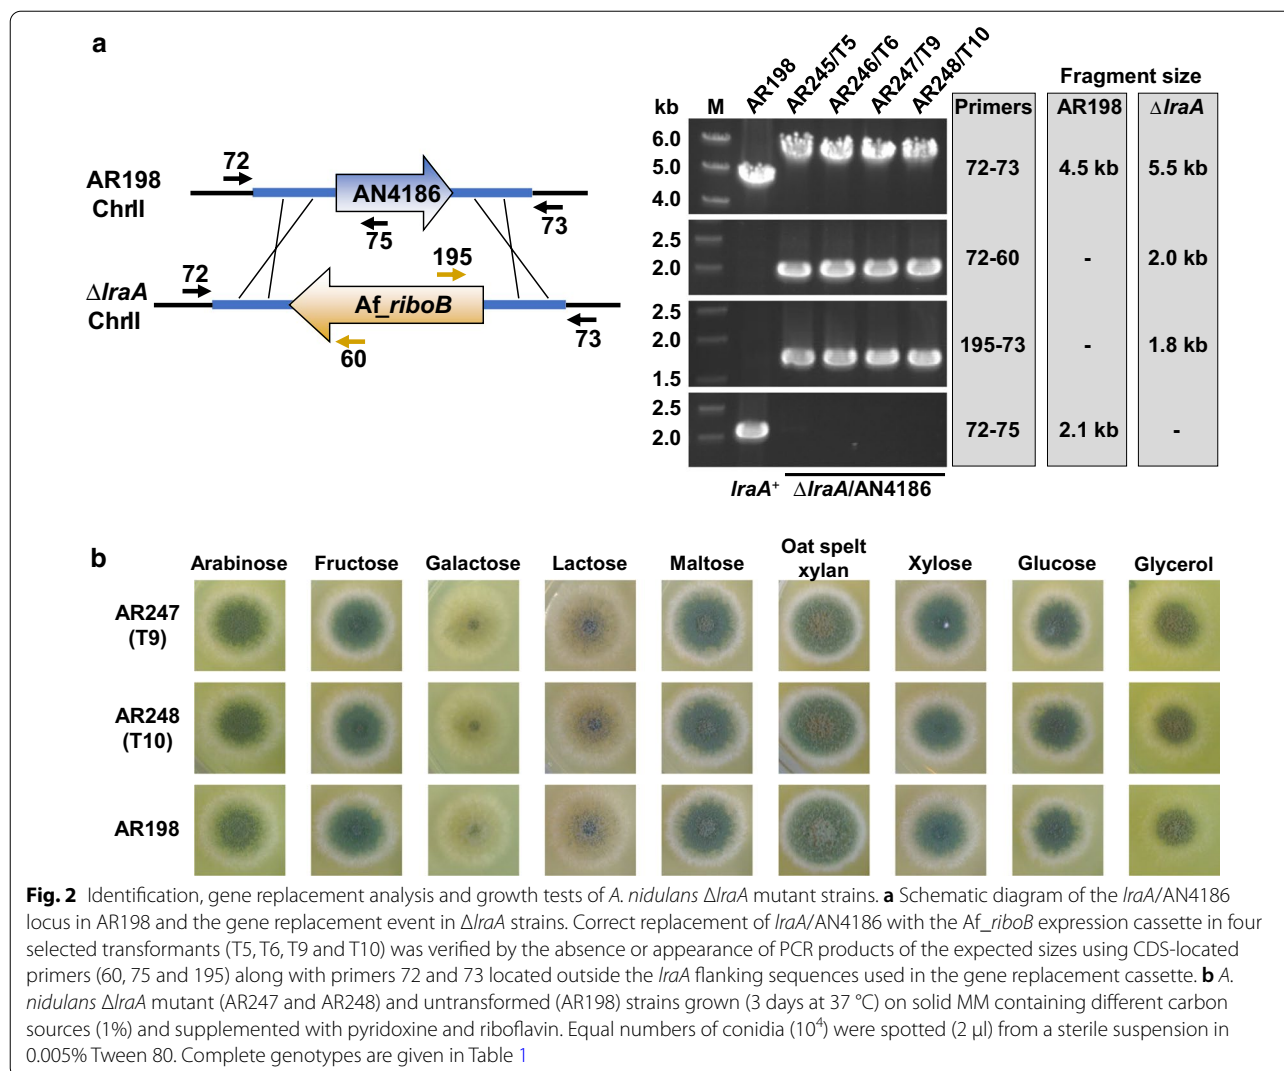 a
AR198
ChrII
72
AN4186
75
73
195
72
ΔlraA
ChrII
Af_riboB
60
73
kb
M
AR198
AR245/T5
AR246/T6
AR247/T9
AR248/T10
Fragment size
Primers
AR198
ΔlraA
6.0
5.0
4.0
72-73
4.5 kb
5.5 kb
2.5
2.0
72-60
-
2.0 kb
2.5
2.0
1.5
195-73
-
1.8 kb
2.5
2.0
72-75
2.1 kb
-
lraA⁺ ΔlraA/AN4186
b
Arabinose Fructose Galactose Lactose Maltose Oat spelt xylan Xylose Glucose Glycerol
AR247
(T9)
AR248
(T10)
AR198
Fig. 2 Identification, gene replacement analysis and growth tests of A. nidulans ΔlraA mutant strains. a Schematic diagram of the lraA/AN4186
locus in AR198 and the gene replacement event in ΔlraA strains. Correct replacement of lraA/AN4186 with the Af_riboB expression cassette in four
selected transformants (T5, T6, T9 and T10) was verified by the absence or appearance of PCR products of the expected sizes using CDS-located
primers (60, 75 and 195) along with primers 72 and 73 located outside the lraA flanking sequences used in the gene replacement cassette. b A.
nidulans ΔlraA mutant (AR247 and AR248) and untransformed (AR198) strains grown (3 days at 37 °C) on solid MM containing different carbon
sources (1%) and supplemented with pyridoxine and riboflavin. Equal numbers of conidia (10⁴) were spotted (2 µl) from a sterile suspension in
0.005% Tween 80. Complete genotypes are given in Table 1